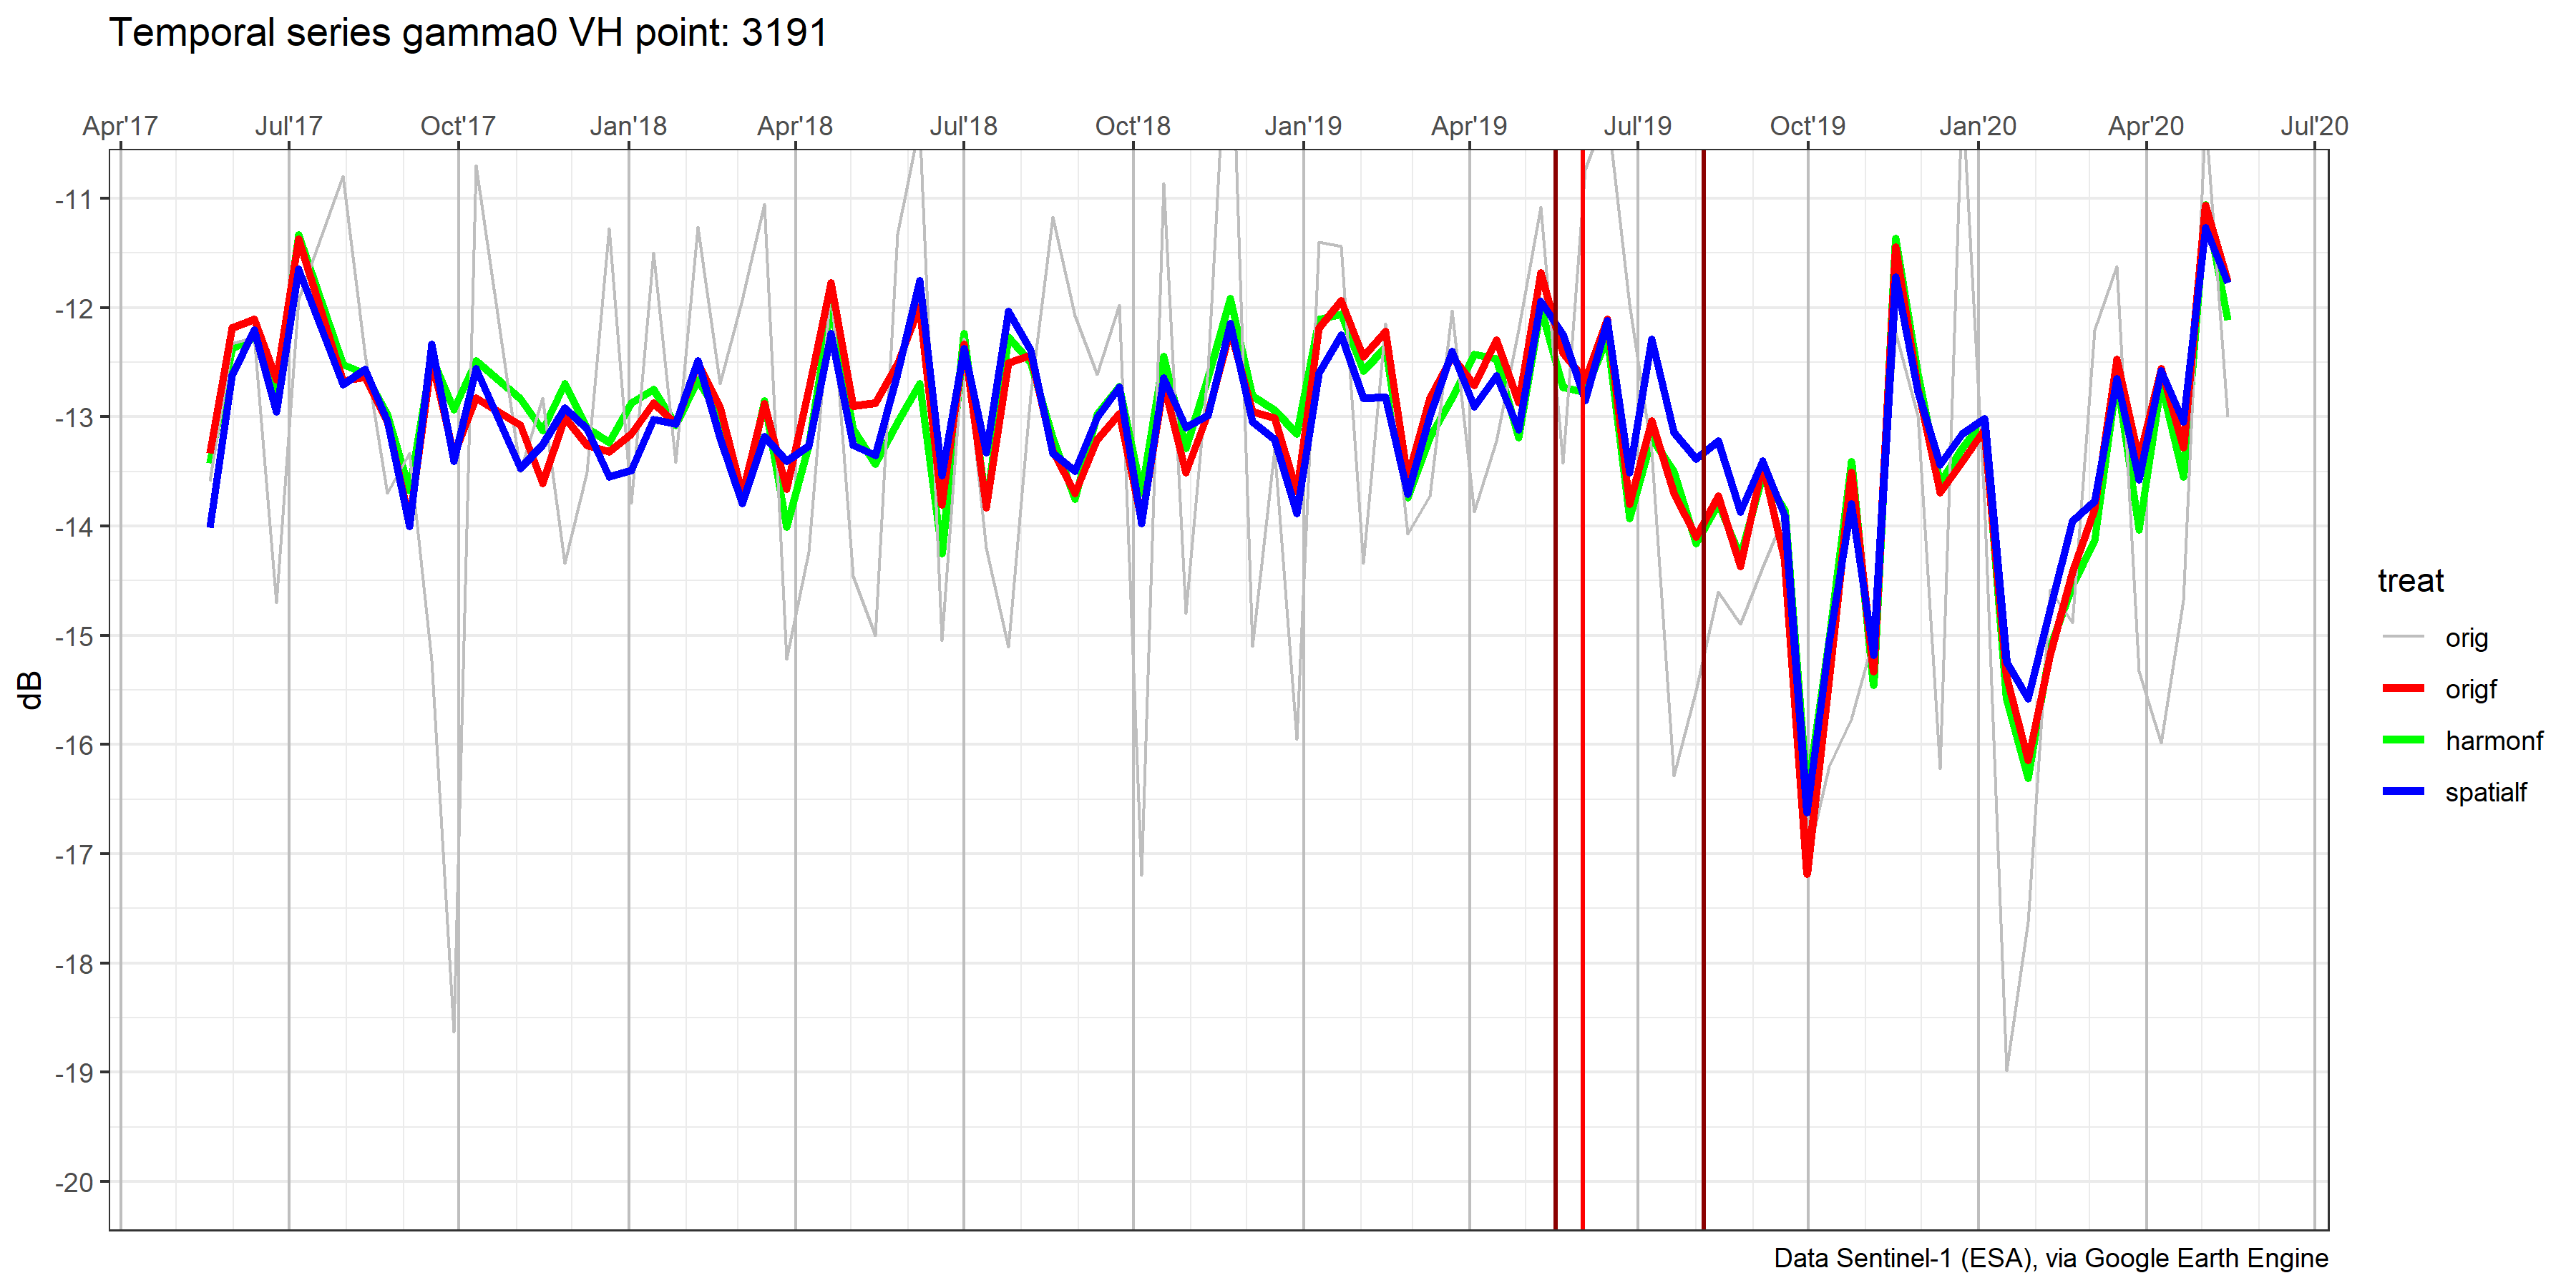 Temporal series gamma0 VH point: 3191
Apr'17 Jul'17 Oct'17 Jan'18 Apr'18 Jul'18 Oct'18 Jan'19 Apr'19 Jul'19 Oct'19 Jan'20 Apr'20 Jul'20
-11
-12
-13
-14
-15
-16
-17
-18
-19
-20
dB
treat
orig
origf
harmonf
spatialf
Data Sentinel-1 (ESA), via Google Earth Engine